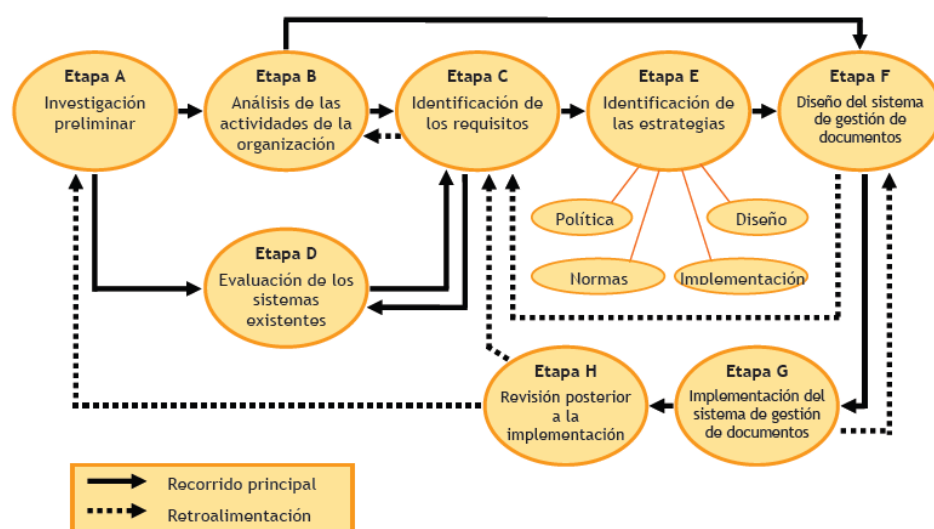 Etapa A
Investigación
preliminar
Etapa B
Análisis de las
actividades de la
organización
Etapa C
Identificación de
los requisitos
Etapa E
Identificación de
las estrategias
Etapa F
Diseño del sistema
de gestión de
documentos
Política
Diseño
Normas
Implementación
Etapa D
Evaluación de los
sistemas
existentes
Etapa H
Revisión posterior
a la
implementación
Etapa G
Implementación del
sistema de gestión
de documentos
Recorrido principal
Retroalimentación